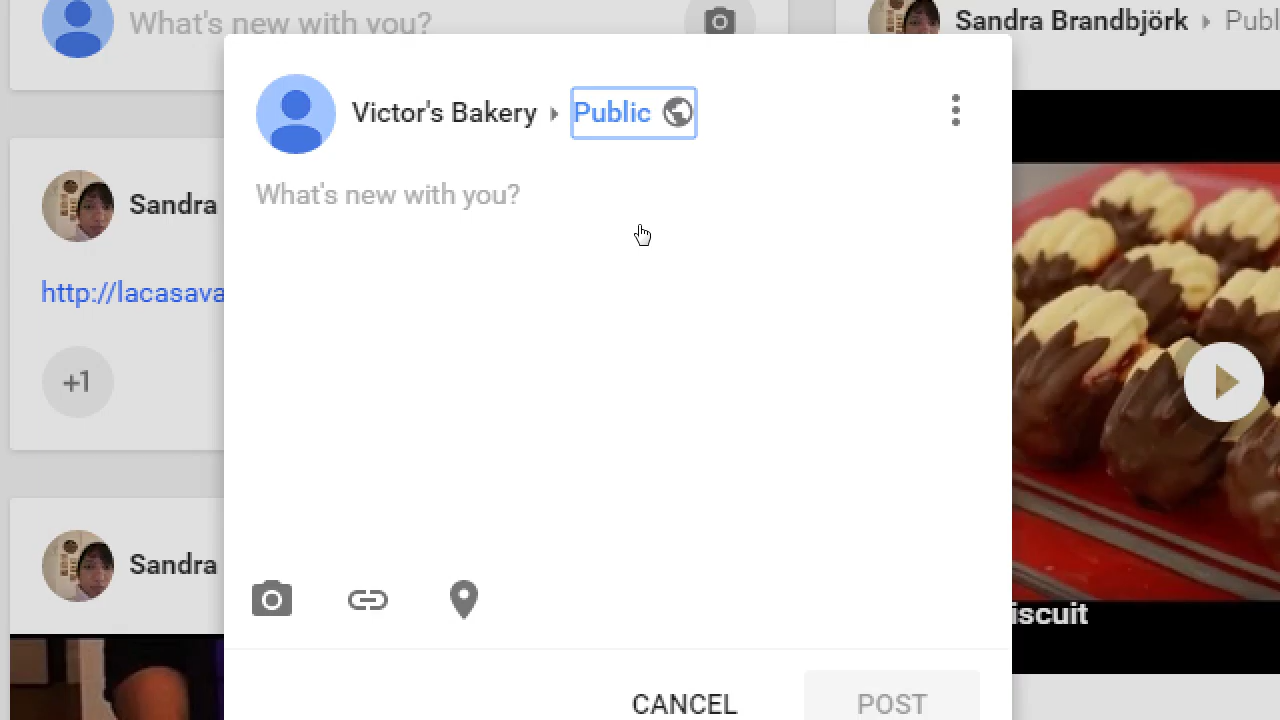 What's new with you?
Sandra Brandbjörk ▸ Publ
Victor's Bakery ▸ Public
What's new with you?
Sandra
http://lacasava
+1
Sandra
iscuit
CANCEL
POST